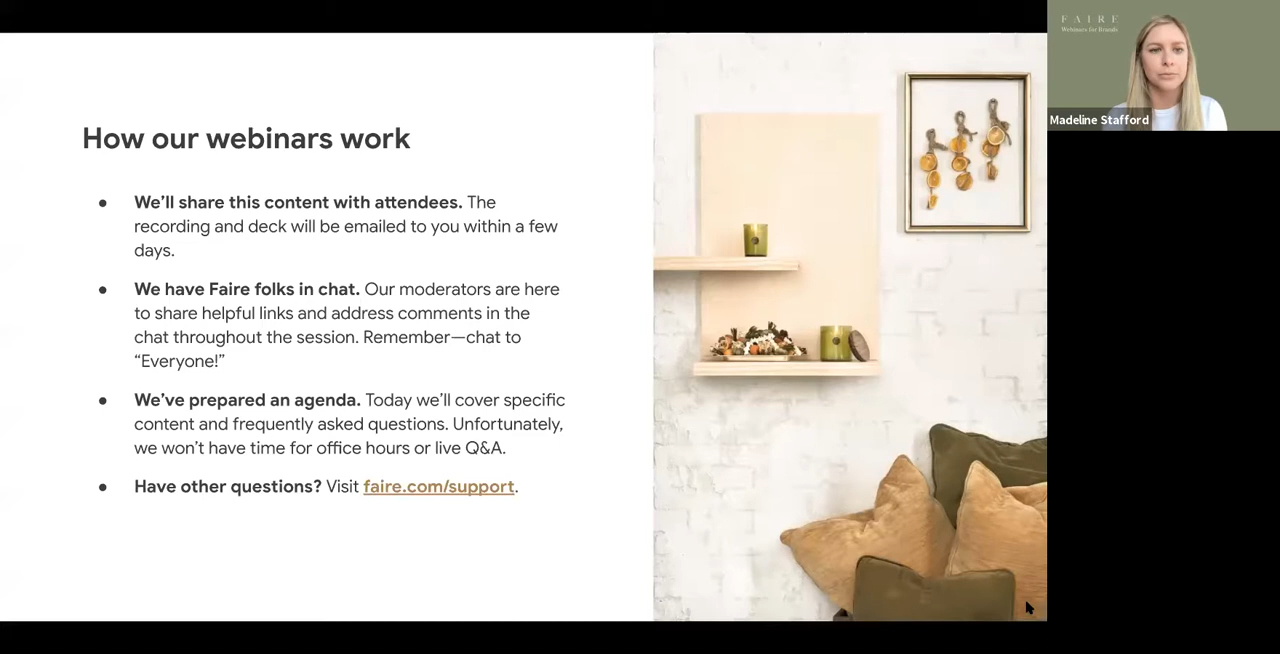 How our webinars work
● We’ll share this content with attendees. The
recording and deck will be emailed to you within a few
days.
● We have Faire folks in chat. Our moderators are here
to share helpful links and address comments in the
chat throughout the session. Remember—chat to
“Everyone!”
● We’ve prepared an agenda. Today we’ll cover specific
content and frequently asked questions. Unfortunately,
we won’t have time for office hours or live Q&A.
● Have other questions? Visit faire.com/support.
FAIRE
Webinars for Brands
Madeline Stafford